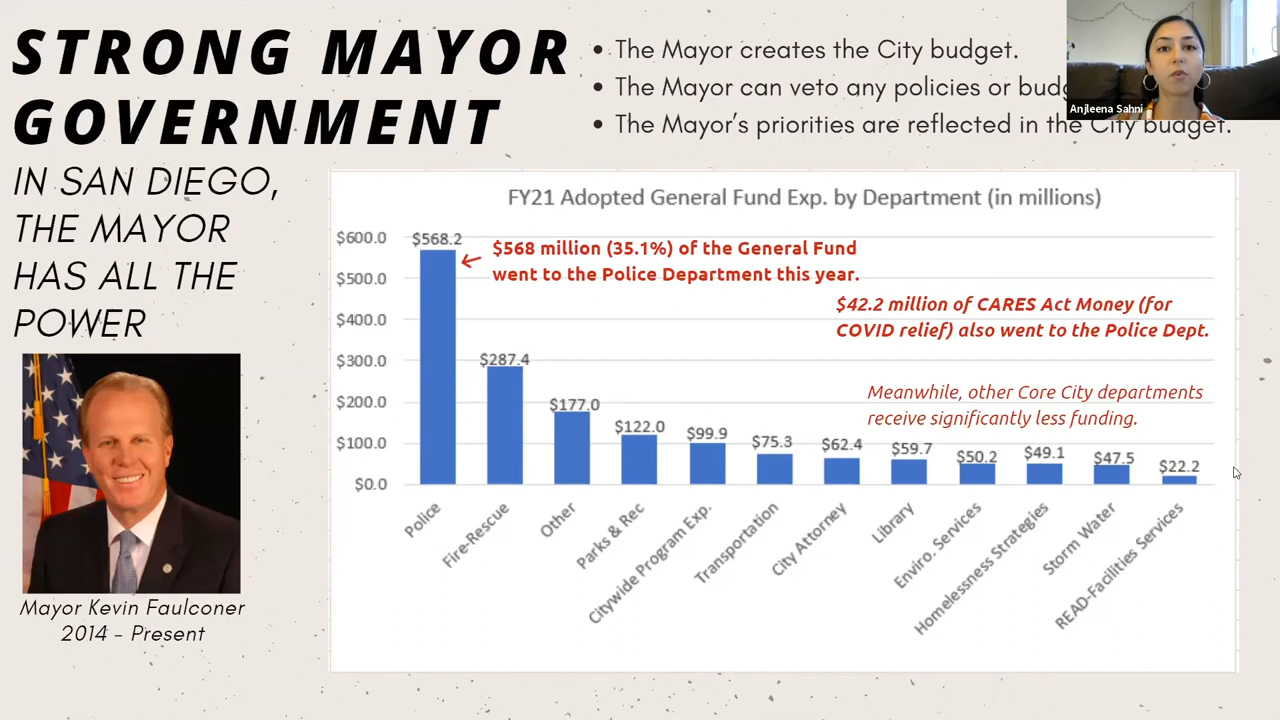 STRONG MAYOR
GOVERNMENT
IN SAN DIEGO,
THE MAYOR
HAS ALL THE
POWER
Mayor Kevin Faulconer
2014 - Present
• The Mayor creates the City budget.
• The Mayor can veto any policies or
• The Mayor's priorities are reflected in the City budget.
Anjleena Sahni
FY21 Adopted General Fund Exp. by Department (in millions)
$568 million (35.1%) of the General Fund
went to the Police Department this year.
$42.2 million of CARES Act Money (for
COVID relief) also went to the Police Dept.
Meanwhile, other Core City departments
receive significantly less funding.
$600.0
$500.0
$400.0
$300.0
$200.0
$100.0
$0.0
$568.2
$287.4
$177.0
$122.0
$99.9
$75.3
$62.4
$59.7
$50.2
$49.1
$47.5
$22.2
Police
Fire-Rescue
Other
Parks & Rec
Citywide Program Exp.
Transportation
City Attorney
Library
Enviro. Services
Homelessness Strategies
Storm Water
READ-Facilities Services